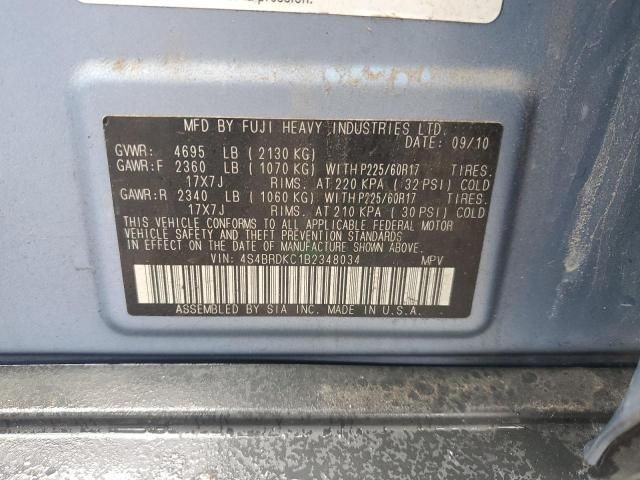 pression.
MFD BY FUJI HEAVY INDUSTRIES LTD.
DATE: 09/10
GVWR: 4695 LB ( 2130 KG)
GAWR:F 2360 LB ( 1070 KG) WITH P225/60R17 TIRES.
17X7J RIMS. AT 220 KPA ( 32 PSI) COLD
GAWR:R 2340 LB ( 1060 KG) WITH P225/60R17 TIRES.
17X7J RIMS. AT 210 KPA ( 30 PSI) COLD
THIS VEHICLE CONFORMS TO ALL APPLICABLE FEDERAL MOTOR
VEHICLE SAFETY AND THEFT PREVENTION STANDARDS
IN EFFECT ON THE DATE OF MANUFACTURE SHOWN ABOVE.
VIN: 4S4BRDKC1B2348034 MPV
ASSEMBLED BY SIA INC. MADE IN U.S.A.